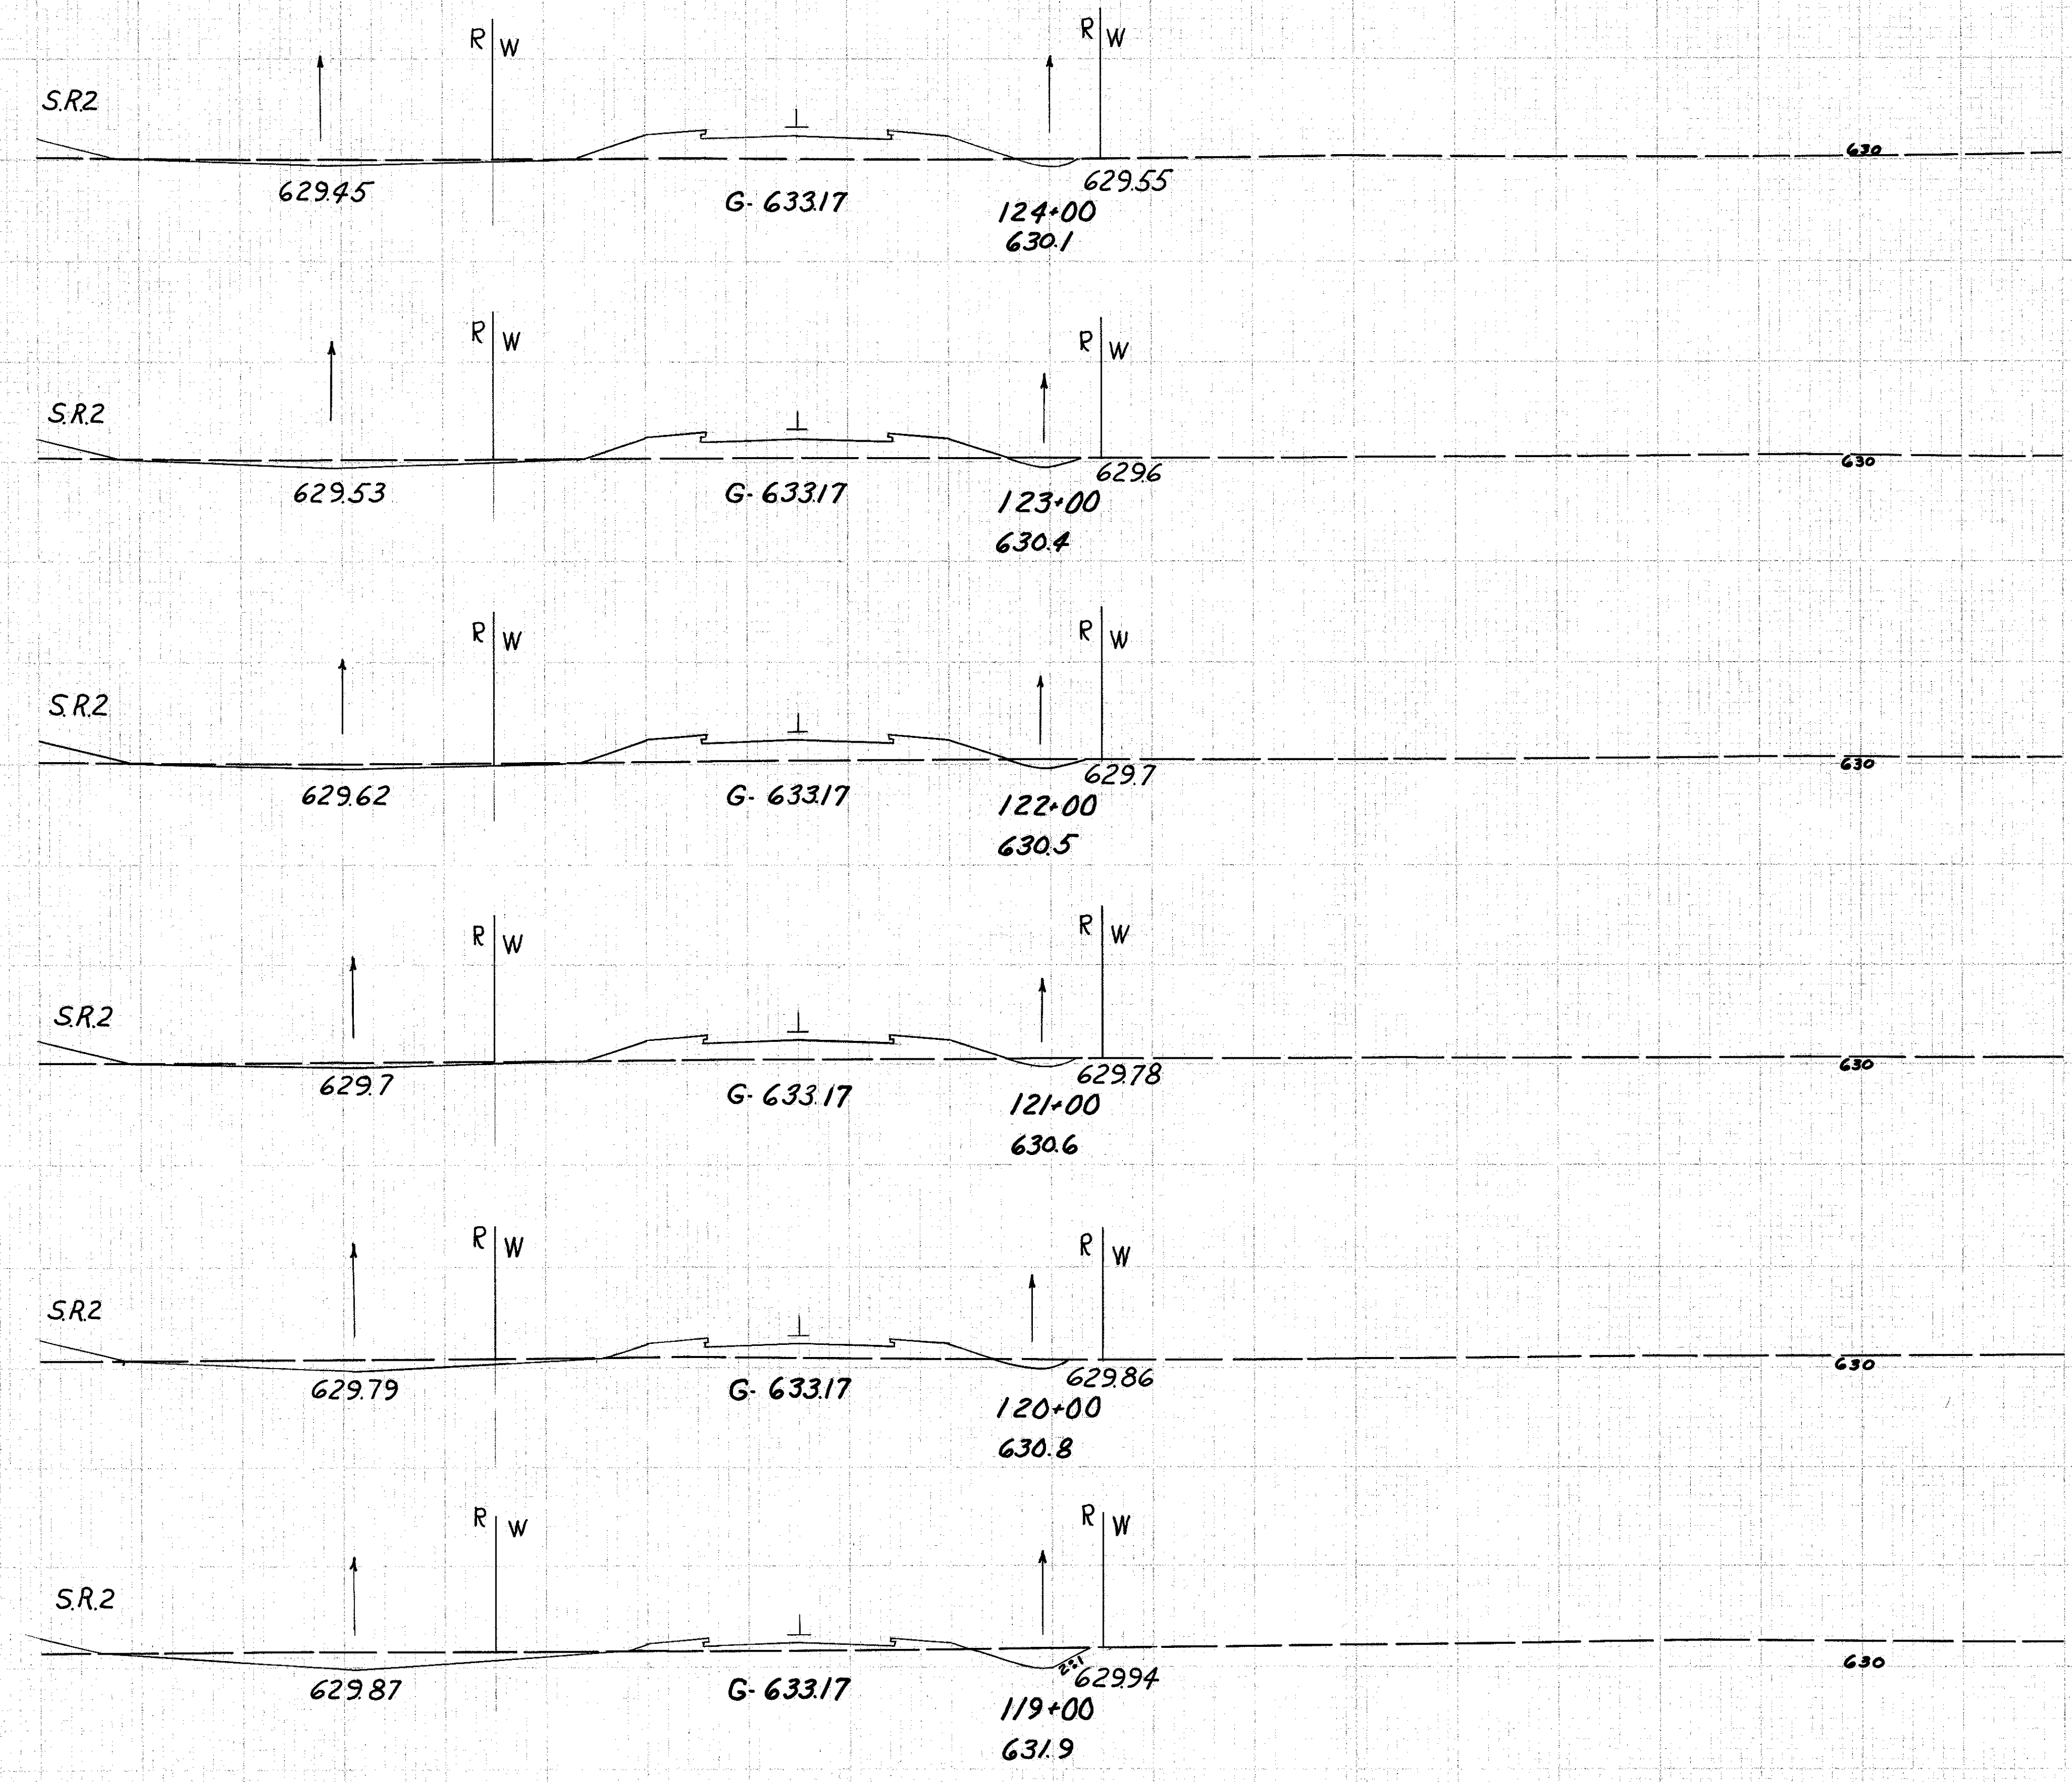 R W R W
S.R.2
630
629.45 G- 633.17 629.55
124+00
630.1
R W R W
S.R.2
630
629.53 G- 633.17 629.6
123+00
630.4
R W R W
S.R.2
630
629.62 G- 633.17 629.7
122+00
630.5
R W R W
S.R.2
630
629.7 G- 633.17 629.78
121+00
630.6
R W R W
S.R.2
630
629.79 G- 633.17 629.86
120+00
630.8
R W R W
S.R.2
2:1
630
629.87 G- 633.17 629.94
119+00
631.9